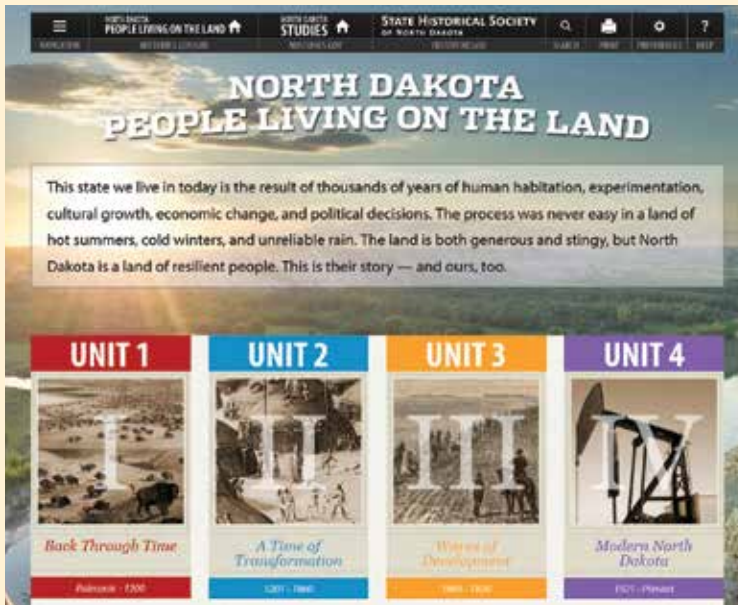 NORTH DAKOTA
PEOPLE LIVING ON THE LAND
NORTH DAKOTA
STUDIES
STATE HISTORICAL SOCIETY
OF NORTH DAKOTA
?
NAVIGATION
SEARCH
PRINT
PREFERENCES
HELP
NORTH DAKOTA
PEOPLE LIVING ON THE LAND
This state we live in today is the result of thousands of years of human habitation, experimentation,
cultural growth, economic change, and political decisions. The process was never easy in a land of
hot summers, cold winters, and unreliable rain. The land is both generous and stingy, but North
Dakota is a land of resilient people. This is their story — and ours, too.
UNIT 1
UNIT 2
UNIT 3
UNIT 4
I
II
III
IV
Back Through Time
A Time of
Transformation
Waves of
Development
Modern North
Dakota
- Present